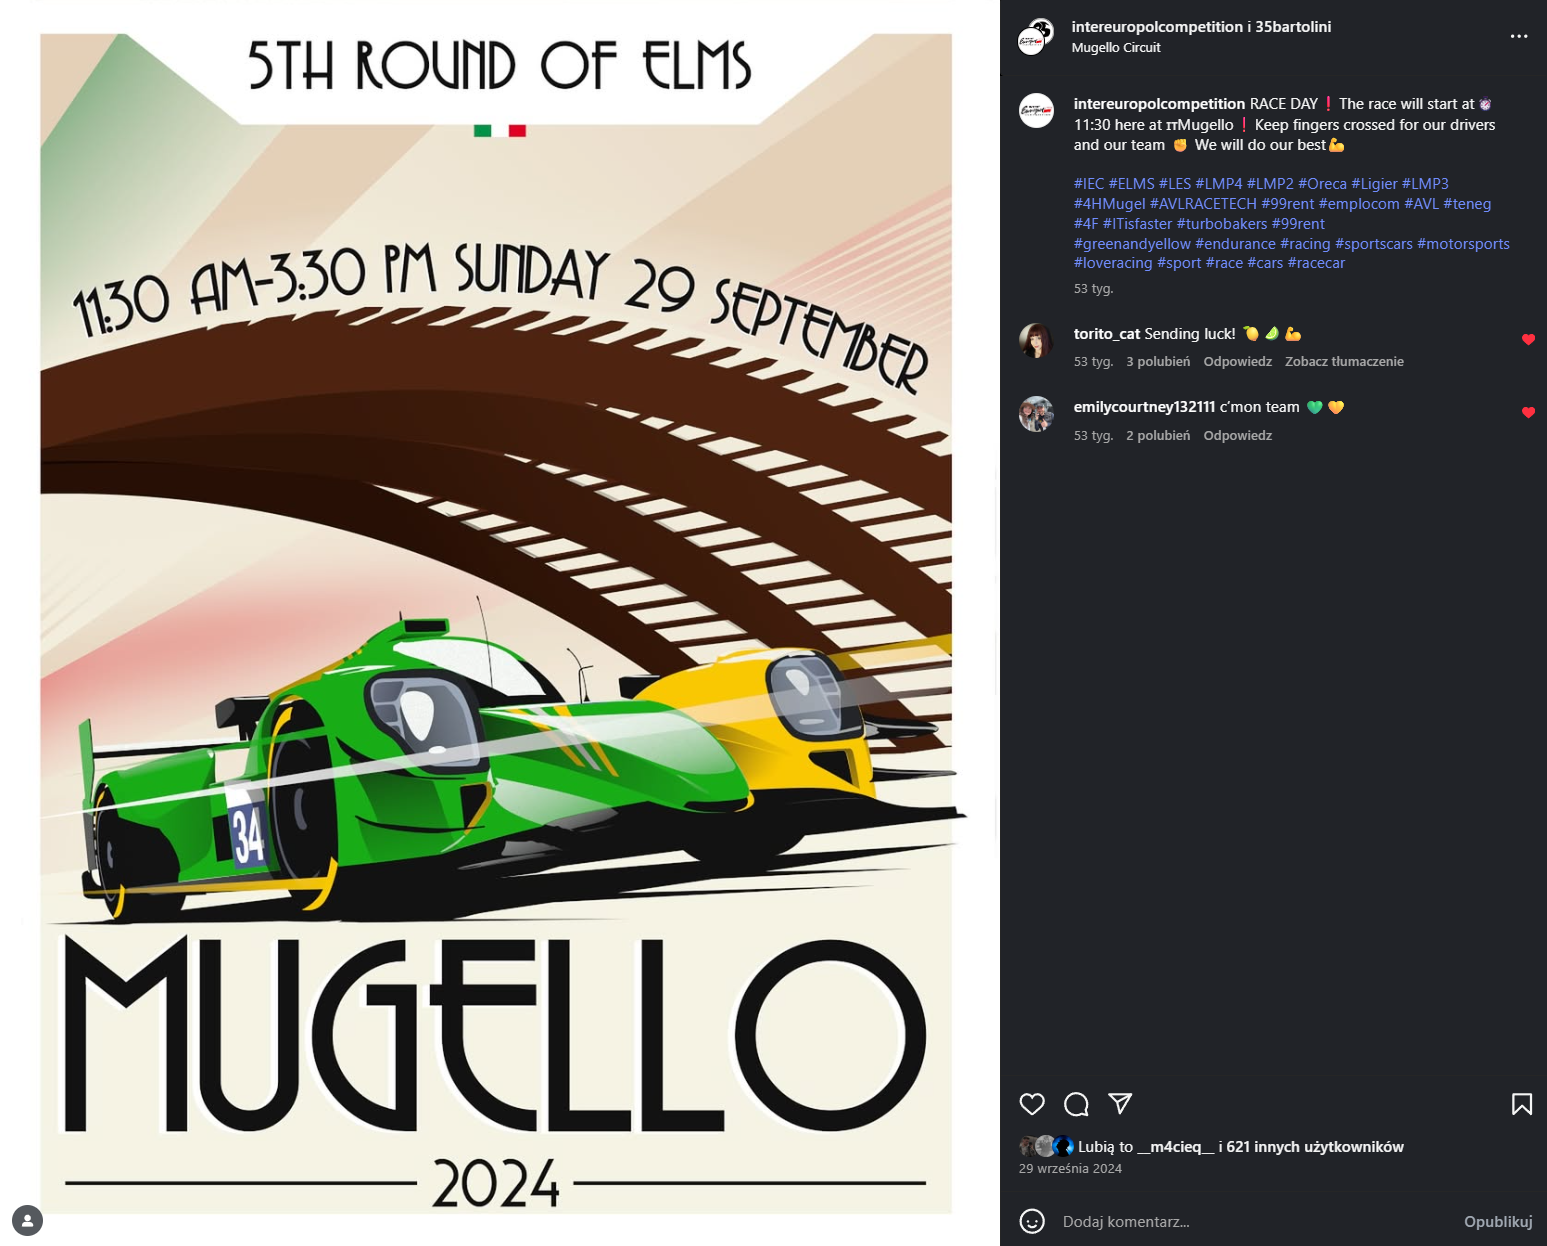 5TH ROUND OF ELMS
11:30 AM-3:30 PM SUNDAY 29 SEPTEMBER
34
MUGELLO
2024
intereuropolcompetition i 35bartolini
Mugello Circuit
intereuropolcompetition RACE DAY❗The race will start at⏰
11:30 here at ɪᴛMugello❗Keep fingers crossed for our drivers
and our team ✊ We will do our best💪
#IEC #ELMS #LES #LMP4 #LMP2 #Oreca #Ligier #LMP3
#4HMugel #AVLRACETECH #99rent #emplocom #AVL #teneg
#4F #ITisfaster #turbobakers #99rent
#greenandyellow #endurance #racing #sportscars #motorsports
#loveracing #sport #race #cars #racecar
53 tyg.
torito_cat Sending luck! 🍋🍋‍🟩💪
53 tyg. 3 polubień Odpowiedz Zobacz tłumaczenie
emilycourtney132111 c'mon team 💚💛
53 tyg. 2 polubień Odpowiedz
Lubią to __m4cieq__ i 621 innych użytkowników
29 września 2024
Dodaj komentarz...
Opublikuj